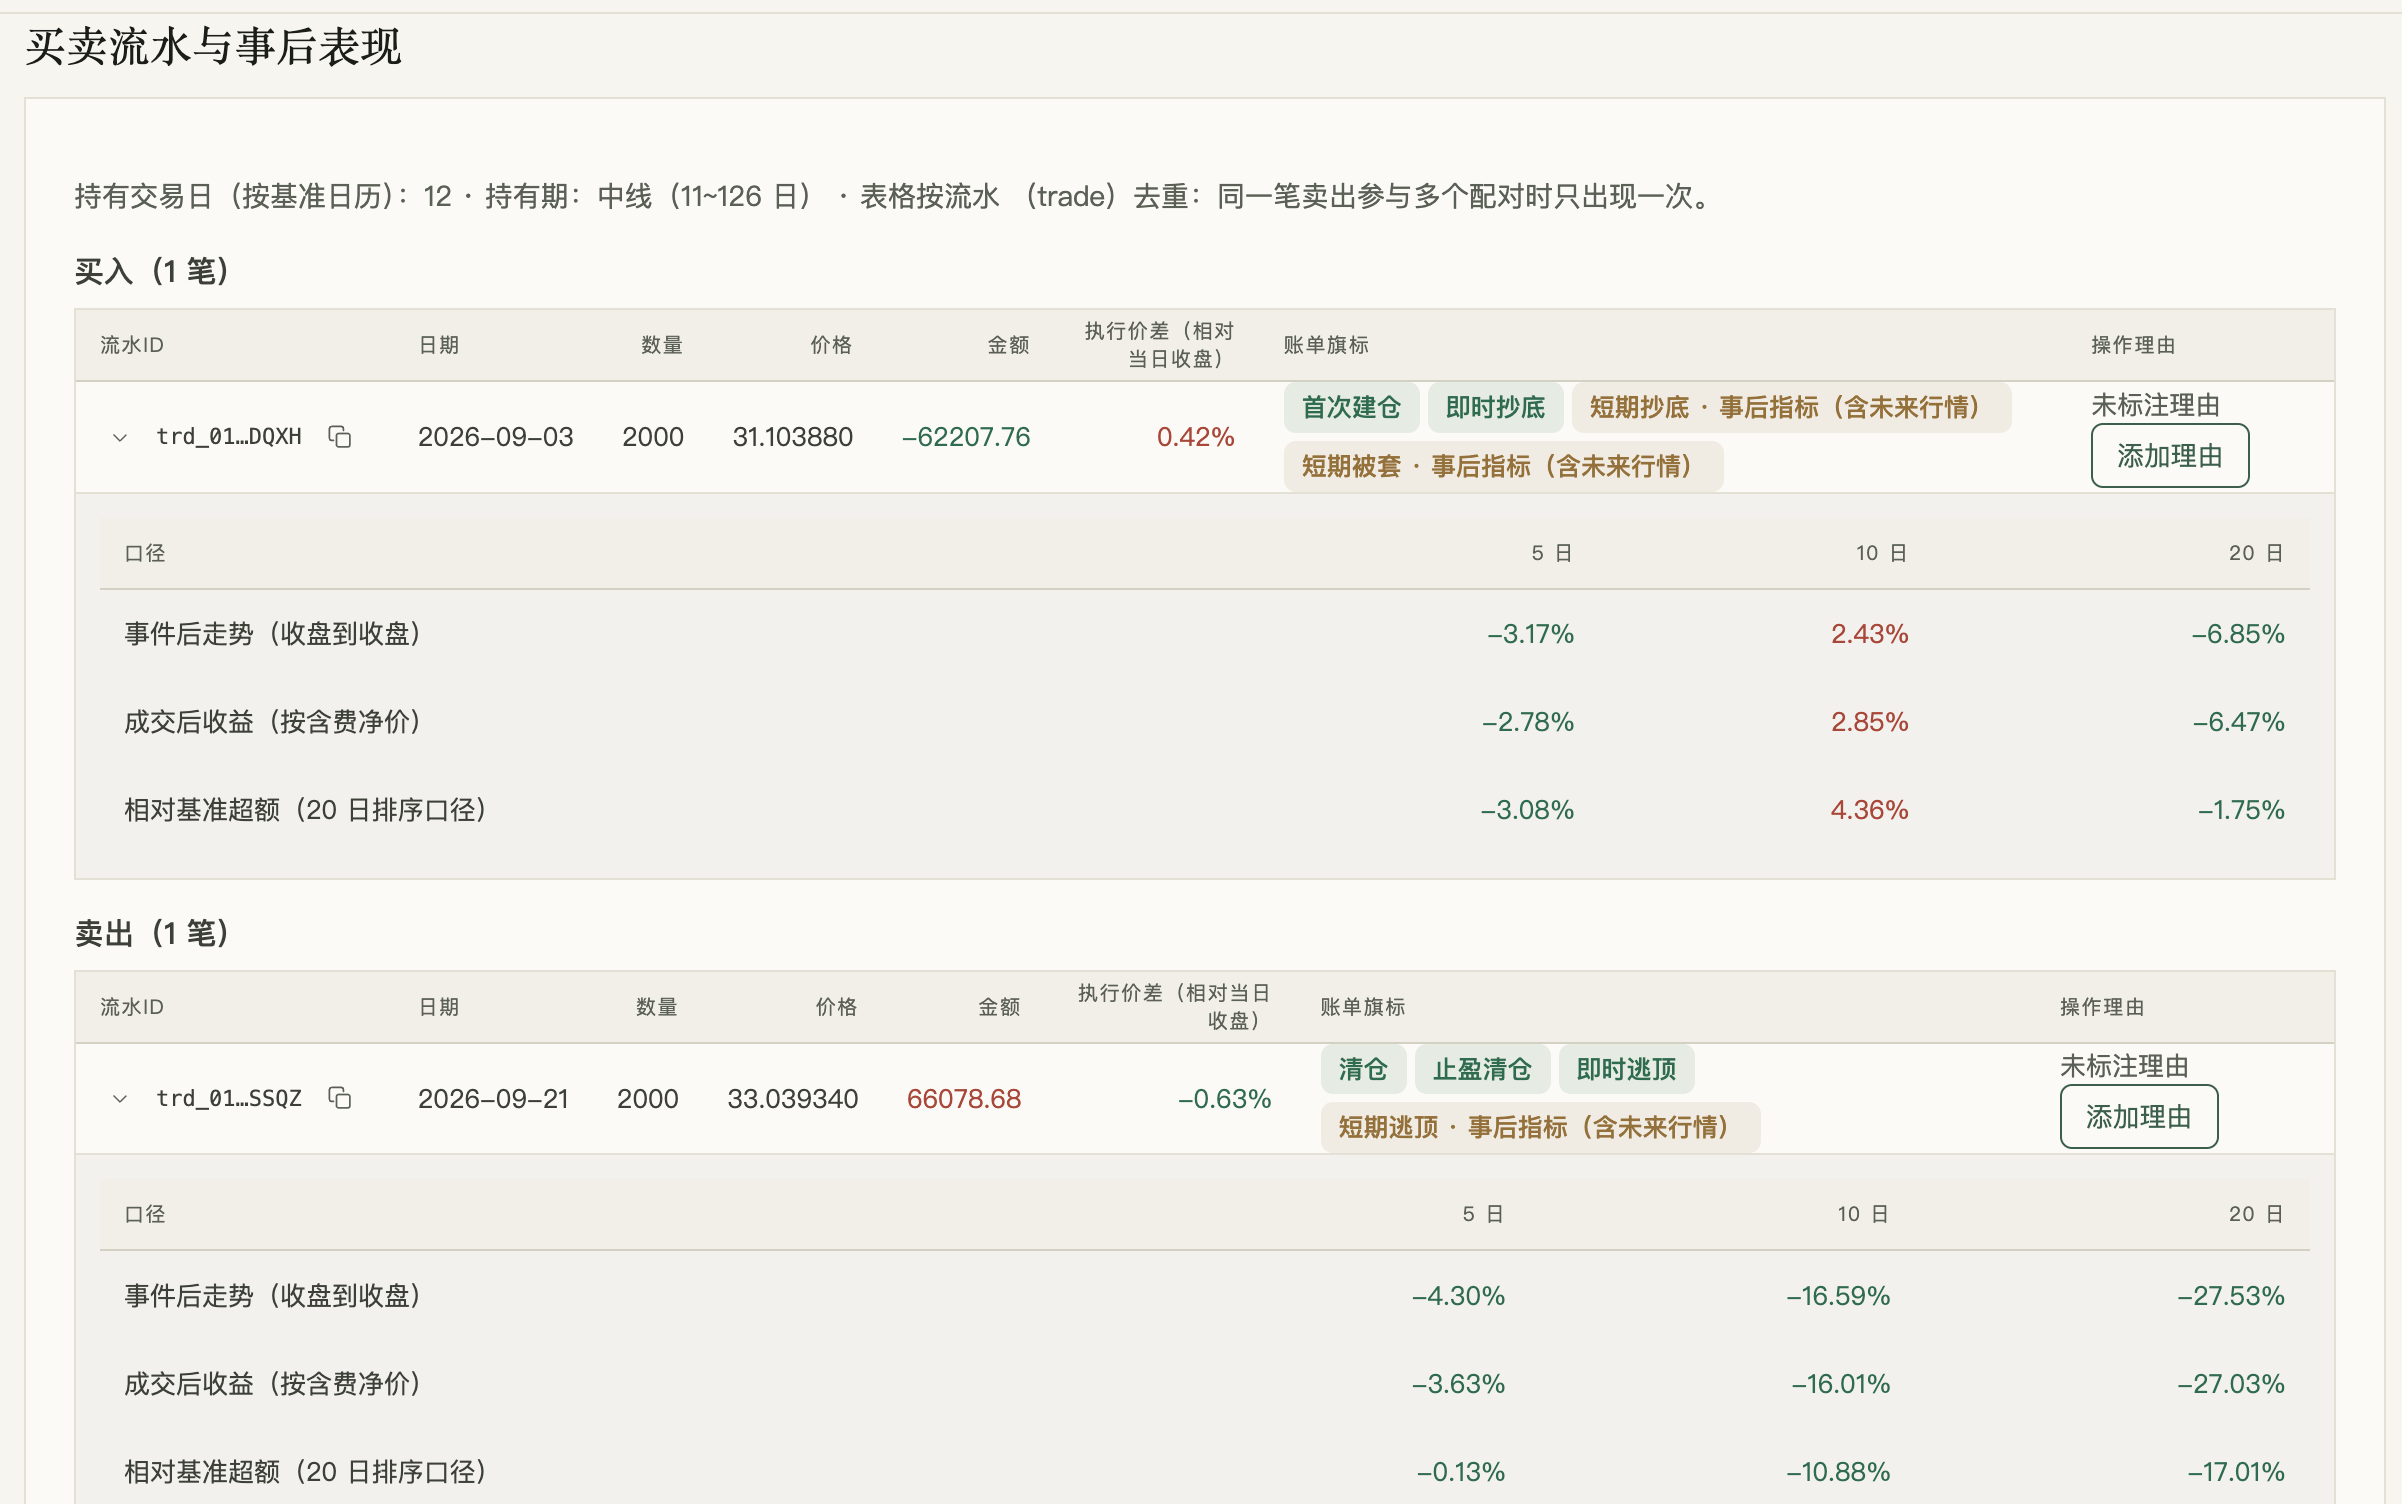 买卖流水与事后表现
持有交易日（按基准日历）：12 · 持有期：中线（11~126 日） · 表格按流水 （trade）去重：同一笔卖出参与多个配对时只出现一次。
买入（1 笔）
流水ID 日期 数量 价格 金额 执行价差（相对当日收盘） 账单旗标 操作理由
trd_01…DQXH 2026-09-03 2000 31.103880 -62207.76 0.42% 首次建仓 即时抄底 短期抄底 · 事后指标（含未来行情） 未标注理由
短期被套 · 事后指标（含未来行情） 添加理由
口径 5 日 10 日 20 日
事件后走势（收盘到收盘） -3.17% 2.43% -6.85%
成交后收益（按含费净价） -2.78% 2.85% -6.47%
相对基准超额（20 日排序口径） -3.08% 4.36% -1.75%
卖出（1 笔）
流水ID 日期 数量 价格 金额 执行价差（相对当日收盘） 账单旗标 操作理由
trd_01…SSQZ 2026-09-21 2000 33.039340 66078.68 -0.63% 清仓 止盈清仓 即时逃顶 未标注理由
短期逃顶 · 事后指标（含未来行情） 添加理由
口径 5 日 10 日 20 日
事件后走势（收盘到收盘） -4.30% -16.59% -27.53%
成交后收益（按含费净价） -3.63% -16.01% -27.03%
相对基准超额（20 日排序口径） -0.13% -10.88% -17.01%